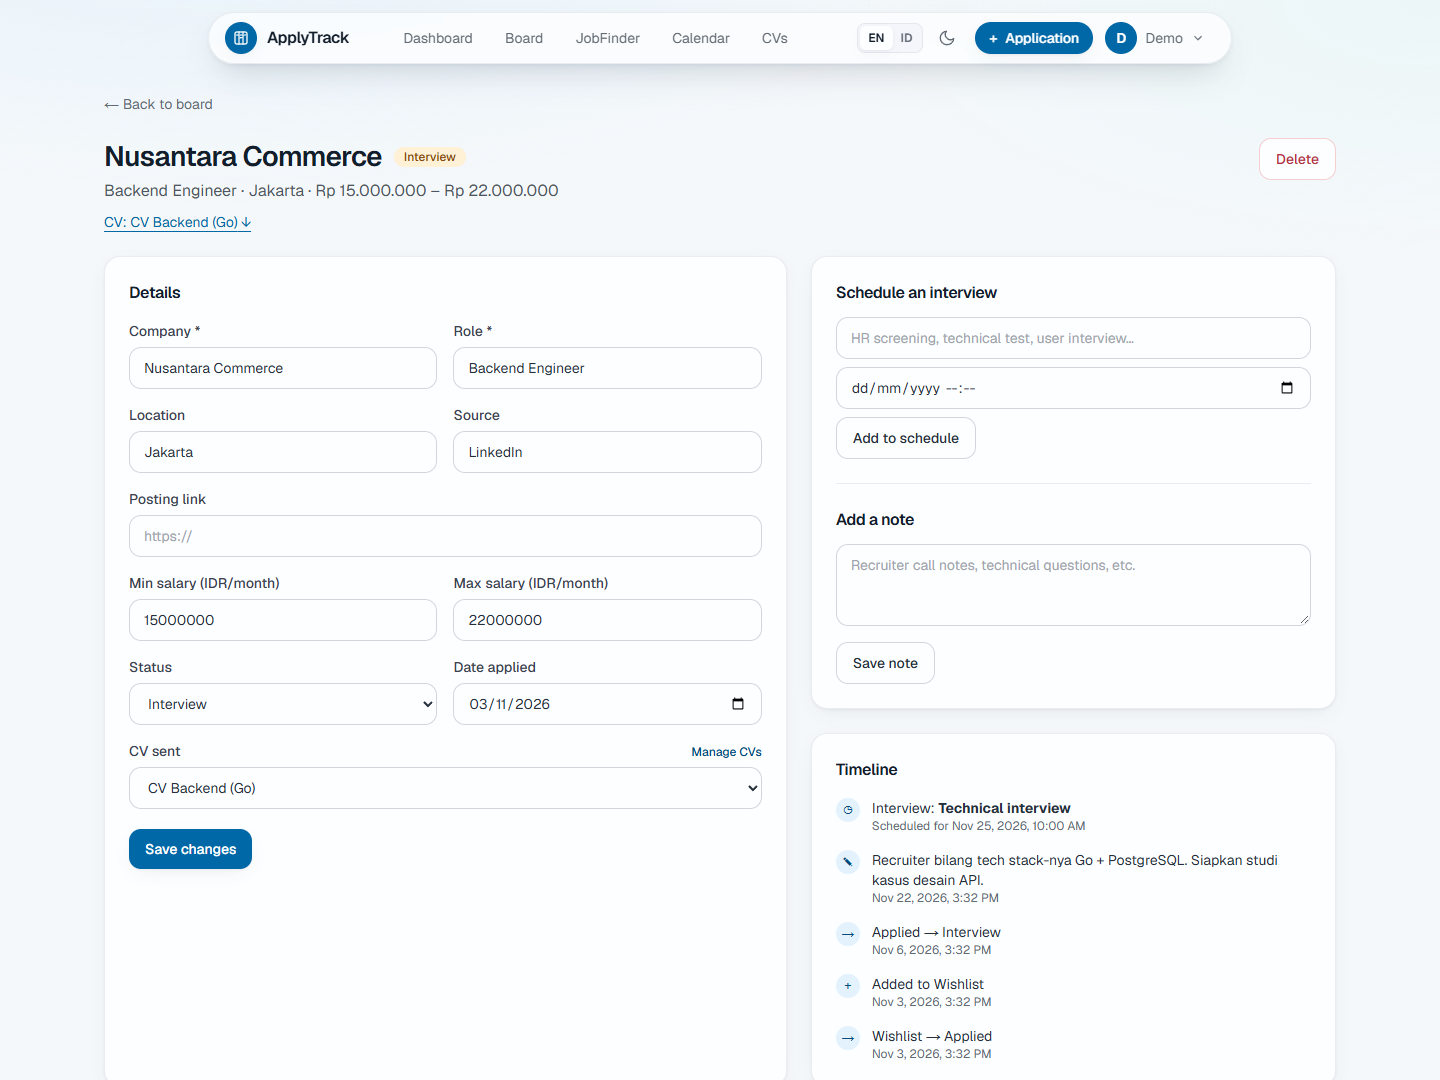 ApplyTrack
Dashboard
Board
JobFinder
Calendar
CVs
EN
ID
+ Application
D
Demo
← Back to board
Nusantara Commerce
Interview
Backend Engineer · Jakarta · Rp 15.000.000 – Rp 22.000.000
CV: CV Backend (Go) ↓
Delete
Details
Company *
Role *
Nusantara Commerce
Backend Engineer
Location
Source
Jakarta
LinkedIn
Posting link
https://
Min salary (IDR/month)
Max salary (IDR/month)
15000000
22000000
Status
Date applied
Interview
03/11/2026
CV sent
Manage CVs
CV Backend (Go)
Save changes
Schedule an interview
HR screening, technical test, user interview...
dd/mm/yyyy --:--
Add to schedule
Add a note
Recruiter call notes, technical questions, etc.
Save note
Timeline
Interview: Technical interview
Scheduled for Nov 25, 2026, 10:00 AM
Recruiter bilang tech stack-nya Go + PostgreSQL. Siapkan studi
kasus desain API.
Nov 22, 2026, 3:32 PM
→ Applied → Interview
Nov 6, 2026, 3:32 PM
+ Added to Wishlist
Nov 3, 2026, 3:32 PM
→ Wishlist → Applied
Nov 3, 2026, 3:32 PM